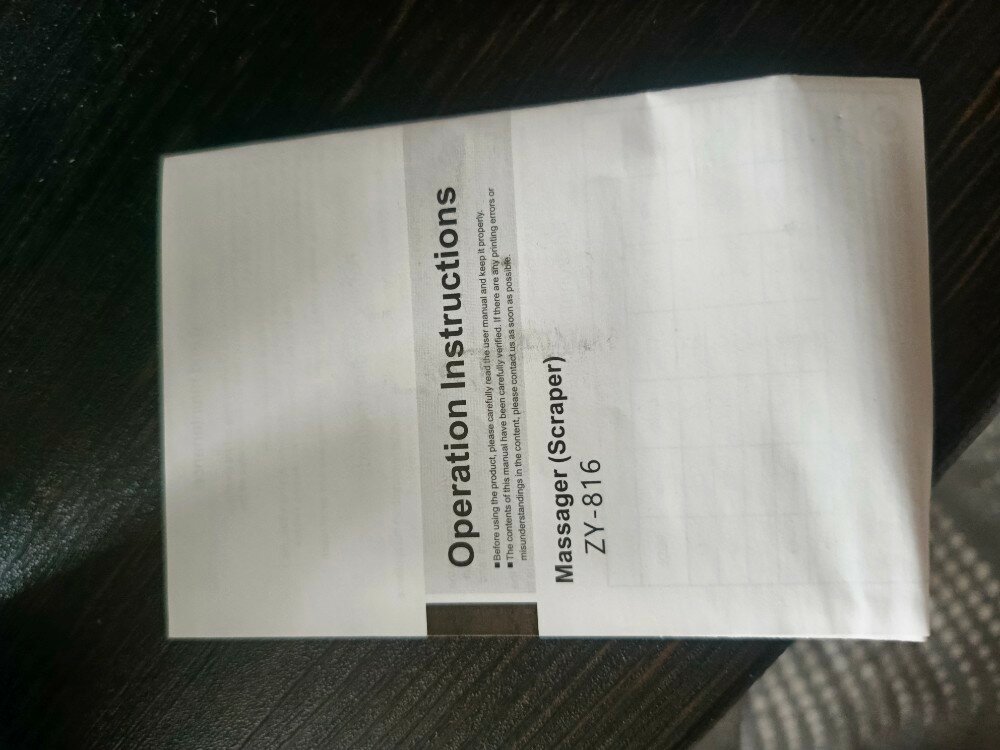 Operation Instructions
■ Before using the product, please carefully read the user manual and keep it properly.
■ The contents of this manual have been carefully verified. If there are any printing errors or
misunderstandings in the content, please contact us as soon as possible.
Massager (Scraper)
ZY-816